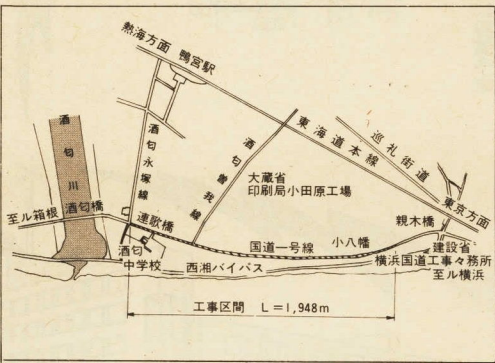 熱海方面 鴨宮駅
東海道本線
巡礼街道
東京方面
酒匂川
酒匂永塚線
酒匂曽我線
大蔵省
印刷局小田原工場
至ル箱根 酒匂橋
連歌橋
親木橋
国道一号線 小八幡
建設省
横浜国道工事々務所
至ル横浜
酒匂
中学校
西湘バイパス
工事区間 L=1,948m